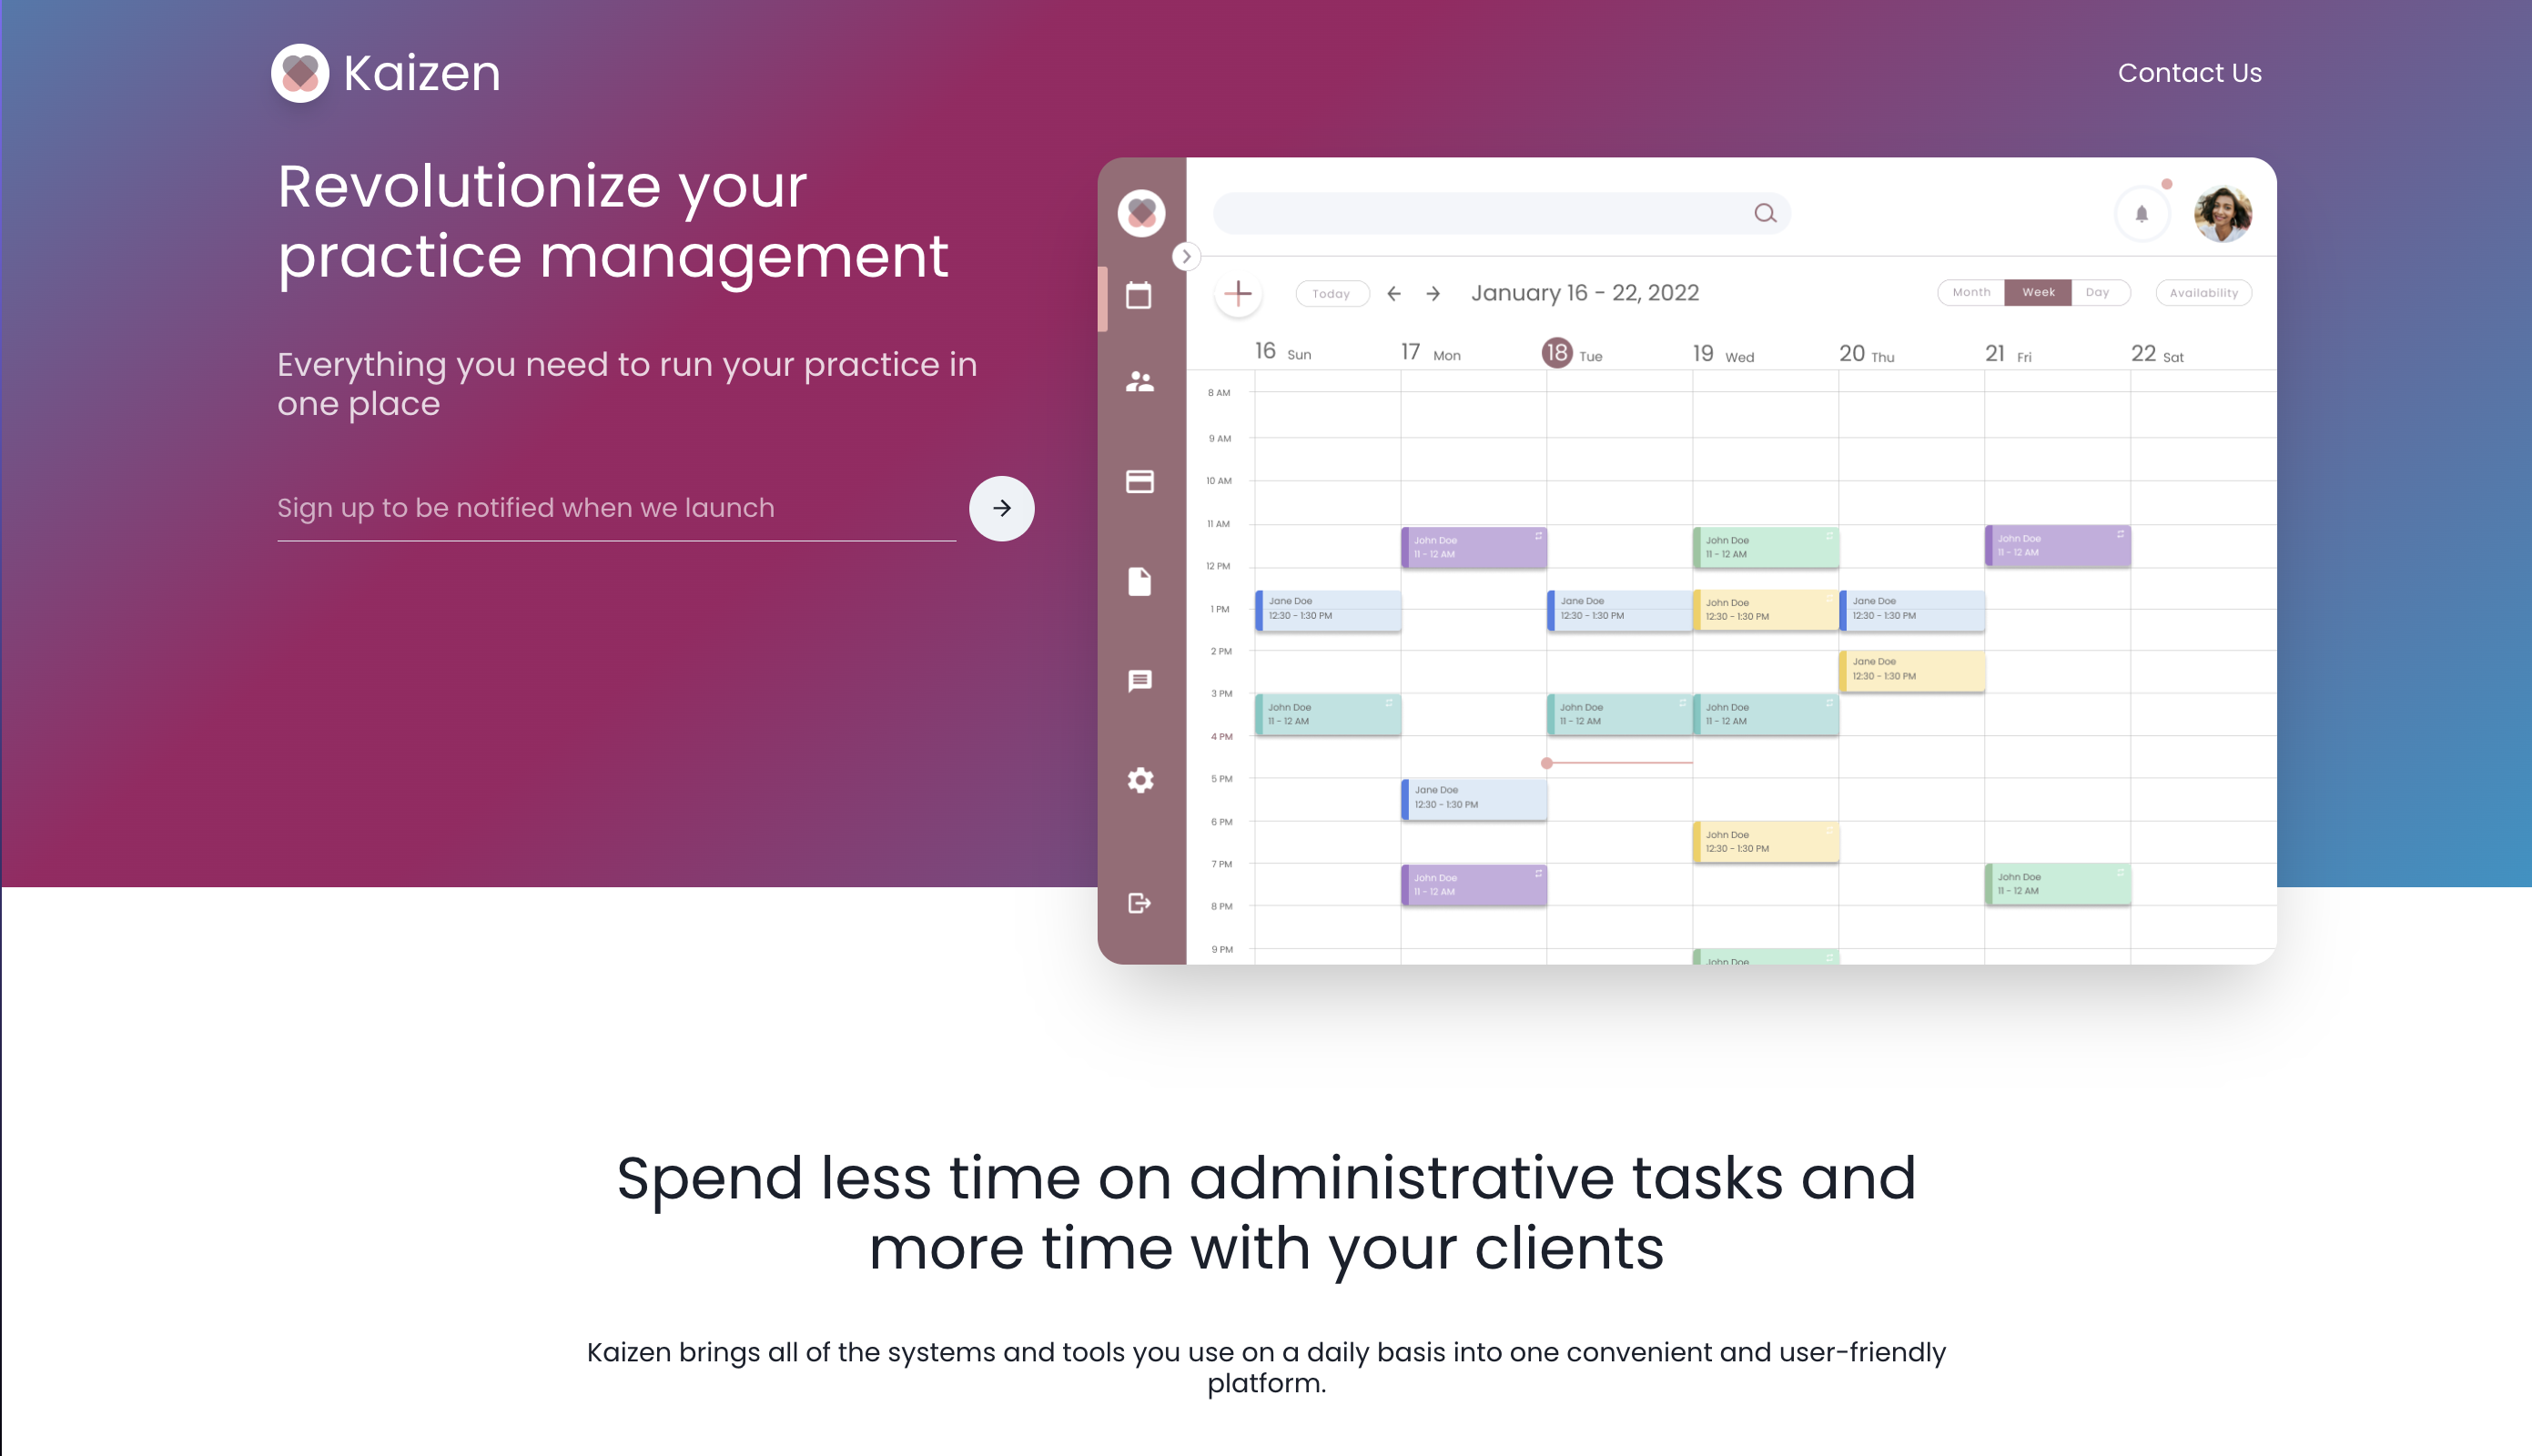 Kaizen
Contact Us
Revolutionize your
practice management
Everything you need to run your practice in
one place
Sign up to be notified when we launch
Today
January 16 - 22, 2022
Month
Week
Day
Availability
16 Sun
17 Mon
18 Tue
19 Wed
20 Thu
21 Fri
22 Sat
8 AM
9 AM
10 AM
11 AM
John Doe
11 - 12 AM
John Doe
11 - 12 AM
John Doe
11 - 12 AM
12 PM
Jane Doe
12:30 - 1:30 PM
Jane Doe
12:30 - 1:30 PM
John Doe
12:30 - 1:30 PM
Jane Doe
12:30 - 1:30 PM
1 PM
2 PM
Jane Doe
12:30 - 1:30 PM
3 PM
John Doe
11 - 12 AM
John Doe
11 - 12 AM
John Doe
11 - 12 AM
4 PM
5 PM
Jane Doe
12:30 - 1:30 PM
6 PM
John Doe
12:30 - 1:30 PM
7 PM
John Doe
11 - 12 AM
John Doe
11 - 12 AM
8 PM
9 PM
John Doe
Spend less time on administrative tasks and
more time with your clients
Kaizen brings all of the systems and tools you use on a daily basis into one convenient and user-friendly
platform.